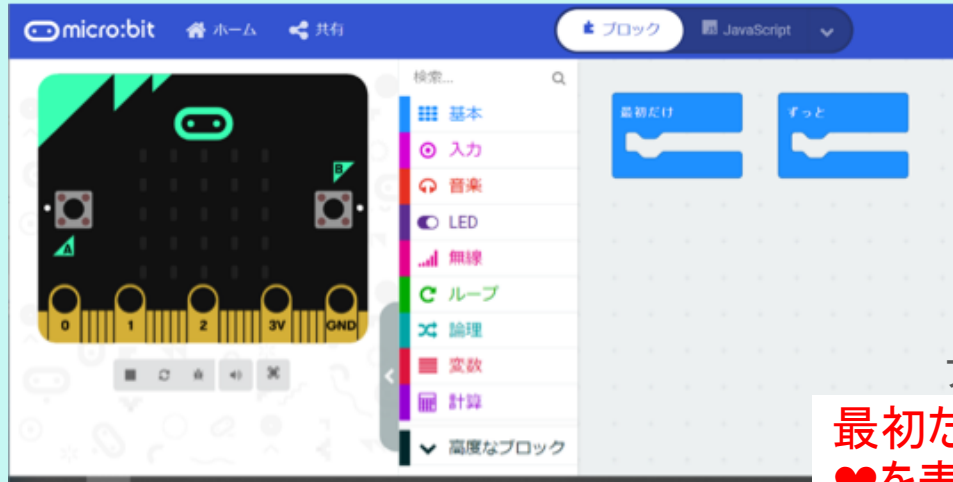 micro:bit ホーム 共有 ブロック JavaScript
検索...
基本
入力
音楽
LED
無線
ループ
論理
変数
計算
高度なブロック
B
A
0 1 2 3V GND
最初だけ ずっと
最初だ
❤を表